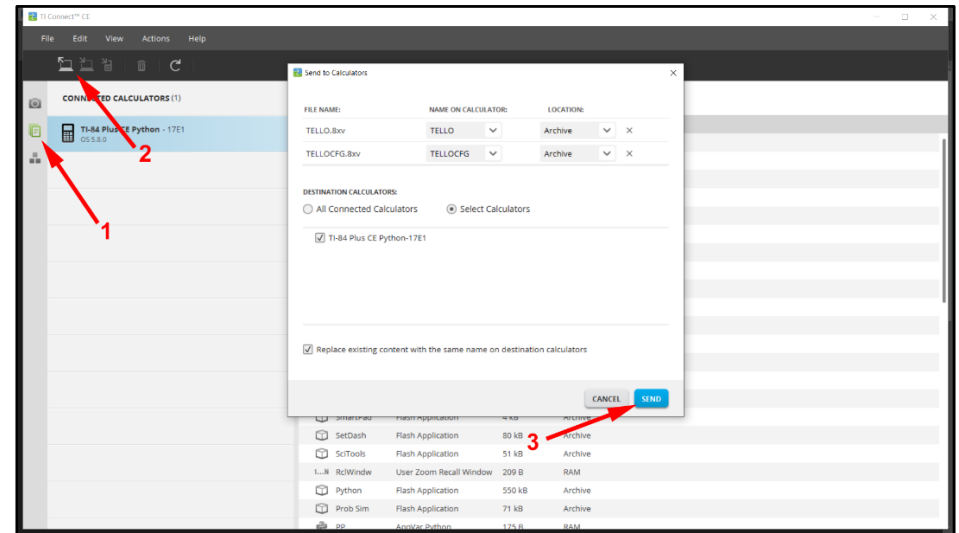 TI Connect™ CE
File Edit View Actions Help
CONNECTED CALCULATORS (1)
TI-84 Plus CE Python - 17E1
OS 5.8.0
1
2
Send to Calculators
FILE NAME: NAME ON CALCULATOR: LOCATION:
TELLO.8xv TELLO Archive
TELLOCFG.8xv TELLOCFG Archive
DESTINATION CALCULATORS:
All Connected Calculators Select Calculators
TI-84 Plus CE Python-17E1
Replace existing content with the same name on destination calculators
CANCEL SEND
3
SmartPad Flash Application 4 kB Archive
SetDash Flash Application 80 kB Archive
SciTools Flash Application 51 kB Archive
1...N RclWindw User Zoom Recall Window 209 B RAM
Python Flash Application 550 kB Archive
Prob Sim Flash Application 71 kB Archive
PP AppVar Python 175 B RAM